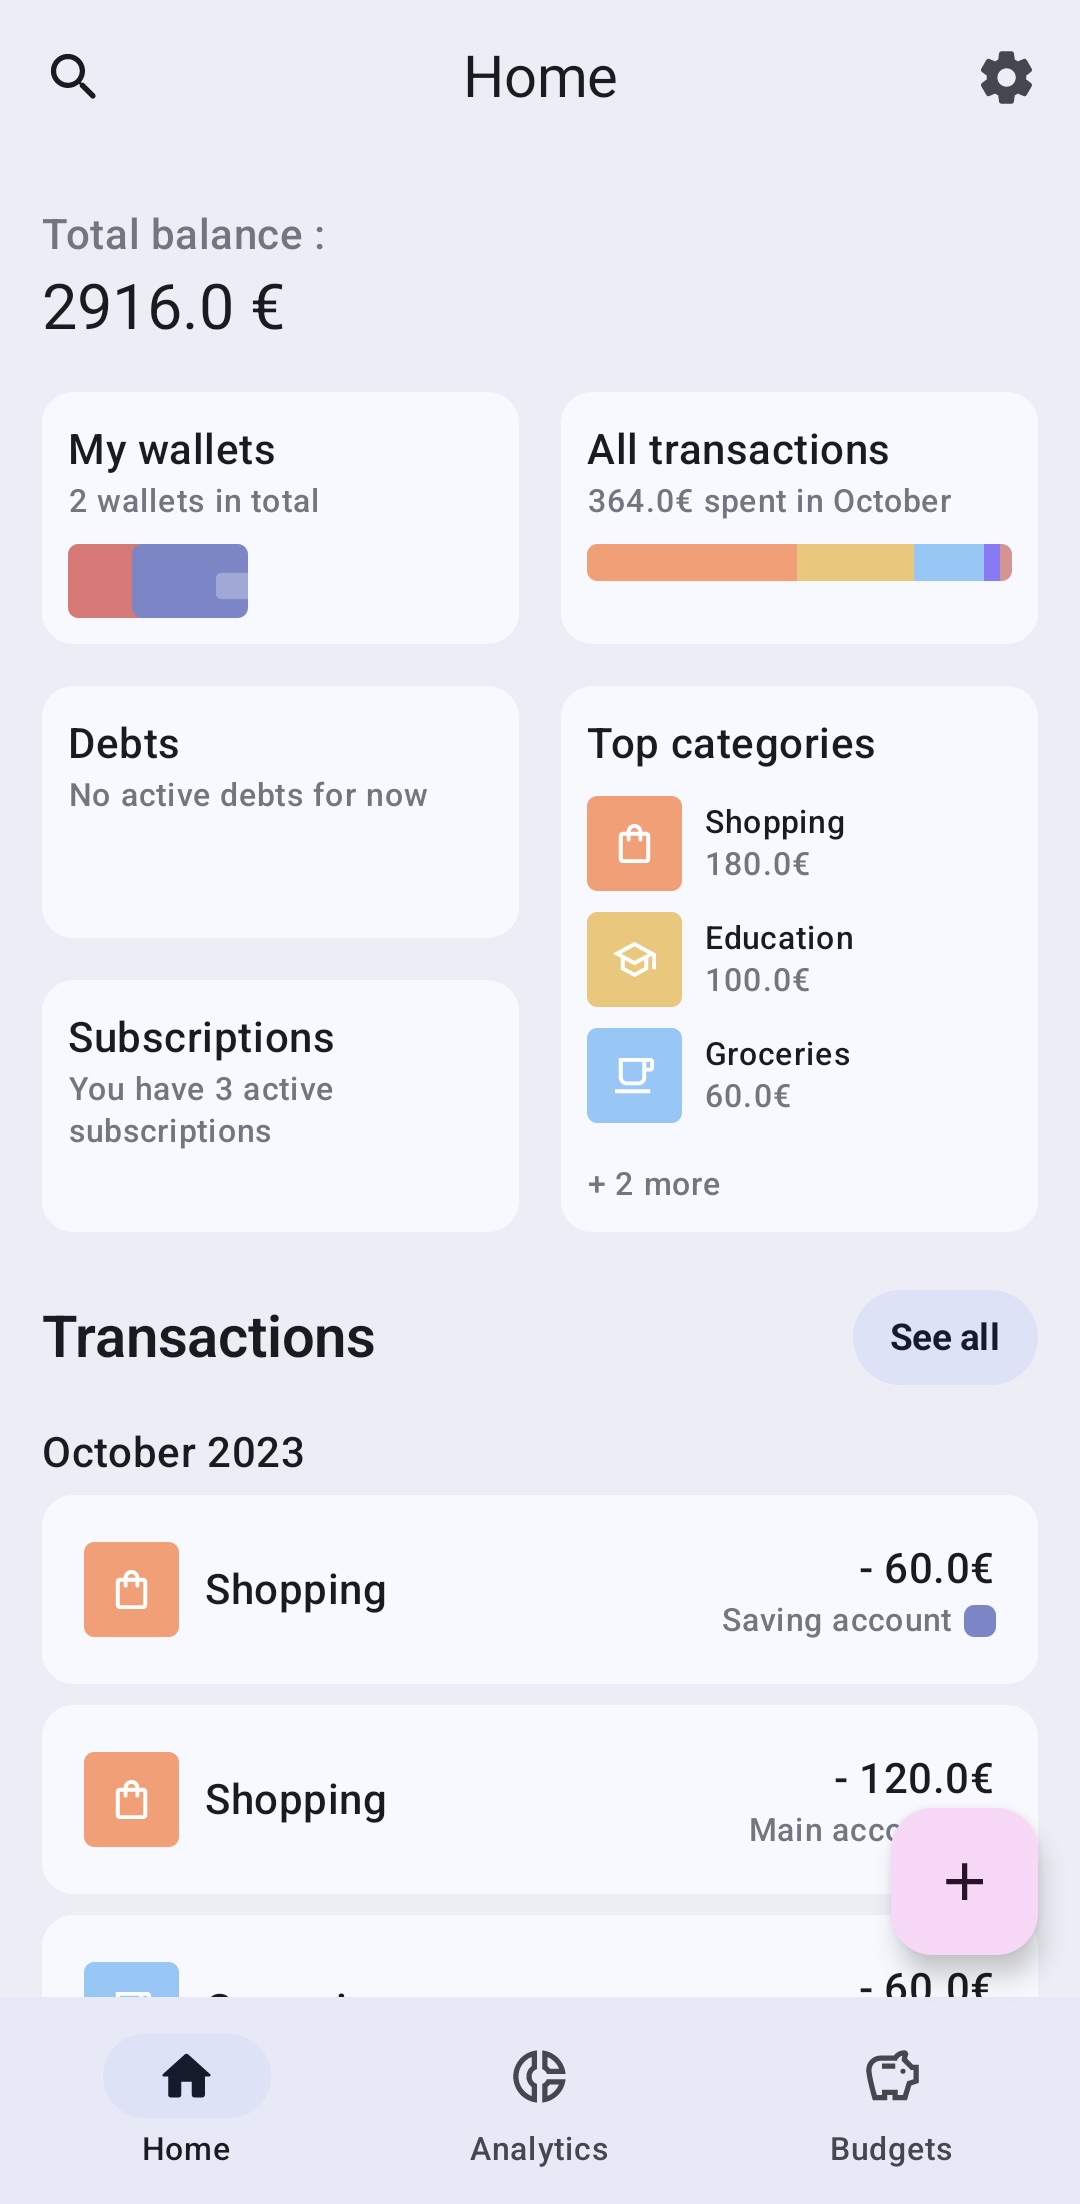 Home
Total balance :
2916.0 €
My wallets
2 wallets in total
All transactions
364.0€ spent in October
Debts
No active debts for now
Top categories
Shopping
180.0€
Education
100.0€
Groceries
60.0€
+ 2 more
Subscriptions
You have 3 active
subscriptions
Transactions
See all
October 2023
Shopping
- 60.0€
Saving account
Shopping
- 120.0€
Main
- 60.0€
Home
Analytics
Budgets